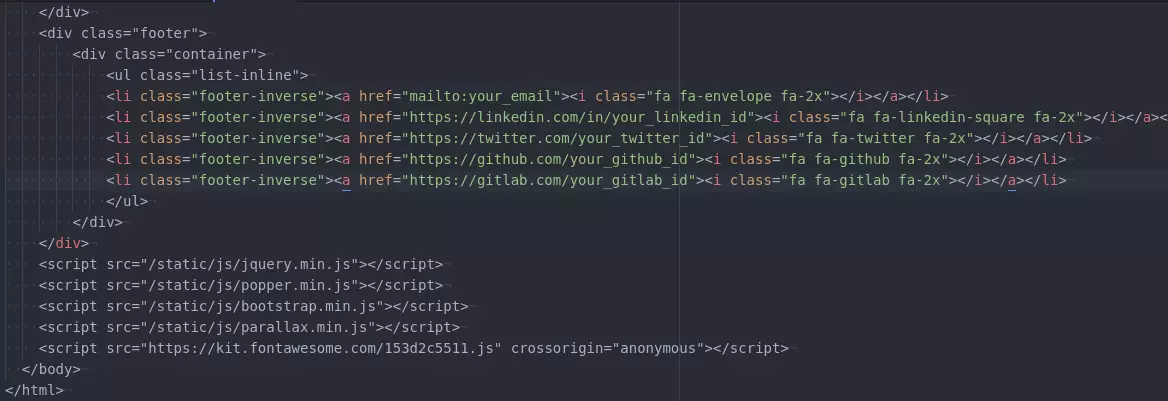 </div>
<div class="footer">
<div class="container">
<ul class="list-inline">
<li class="footer-inverse"><a href="mailto:your_email"><i class="fa fa-envelope fa-2x"></i></a></li>
<li class="footer-inverse"><a href="https://linkedin.com/in/your_linkedin_id"><i class="fa fa-linkedin-square fa-2x"></i></a><
<li class="footer-inverse"><a href="https://twitter.com/your_twitter_id"><i class="fa fa-twitter fa-2x"></i></a></li>
<li class="footer-inverse"><a href="https://github.com/your_github_id"><i class="fa fa-github fa-2x"></i></a></li>
<li class="footer-inverse"><a href="https://gitlab.com/your_gitlab_id"><i class="fa fa-gitlab fa-2x"></i></a></li>
</ul>
</div>
</div>
<script src="/static/js/jquery.min.js"></script>
<script src="/static/js/popper.min.js"></script>
<script src="/static/js/bootstrap.min.js"></script>
<script src="/static/js/parallax.min.js"></script>
<script src="https://kit.fontawesome.com/153d2c5511.js" crossorigin="anonymous"></script>
</body>
</html>